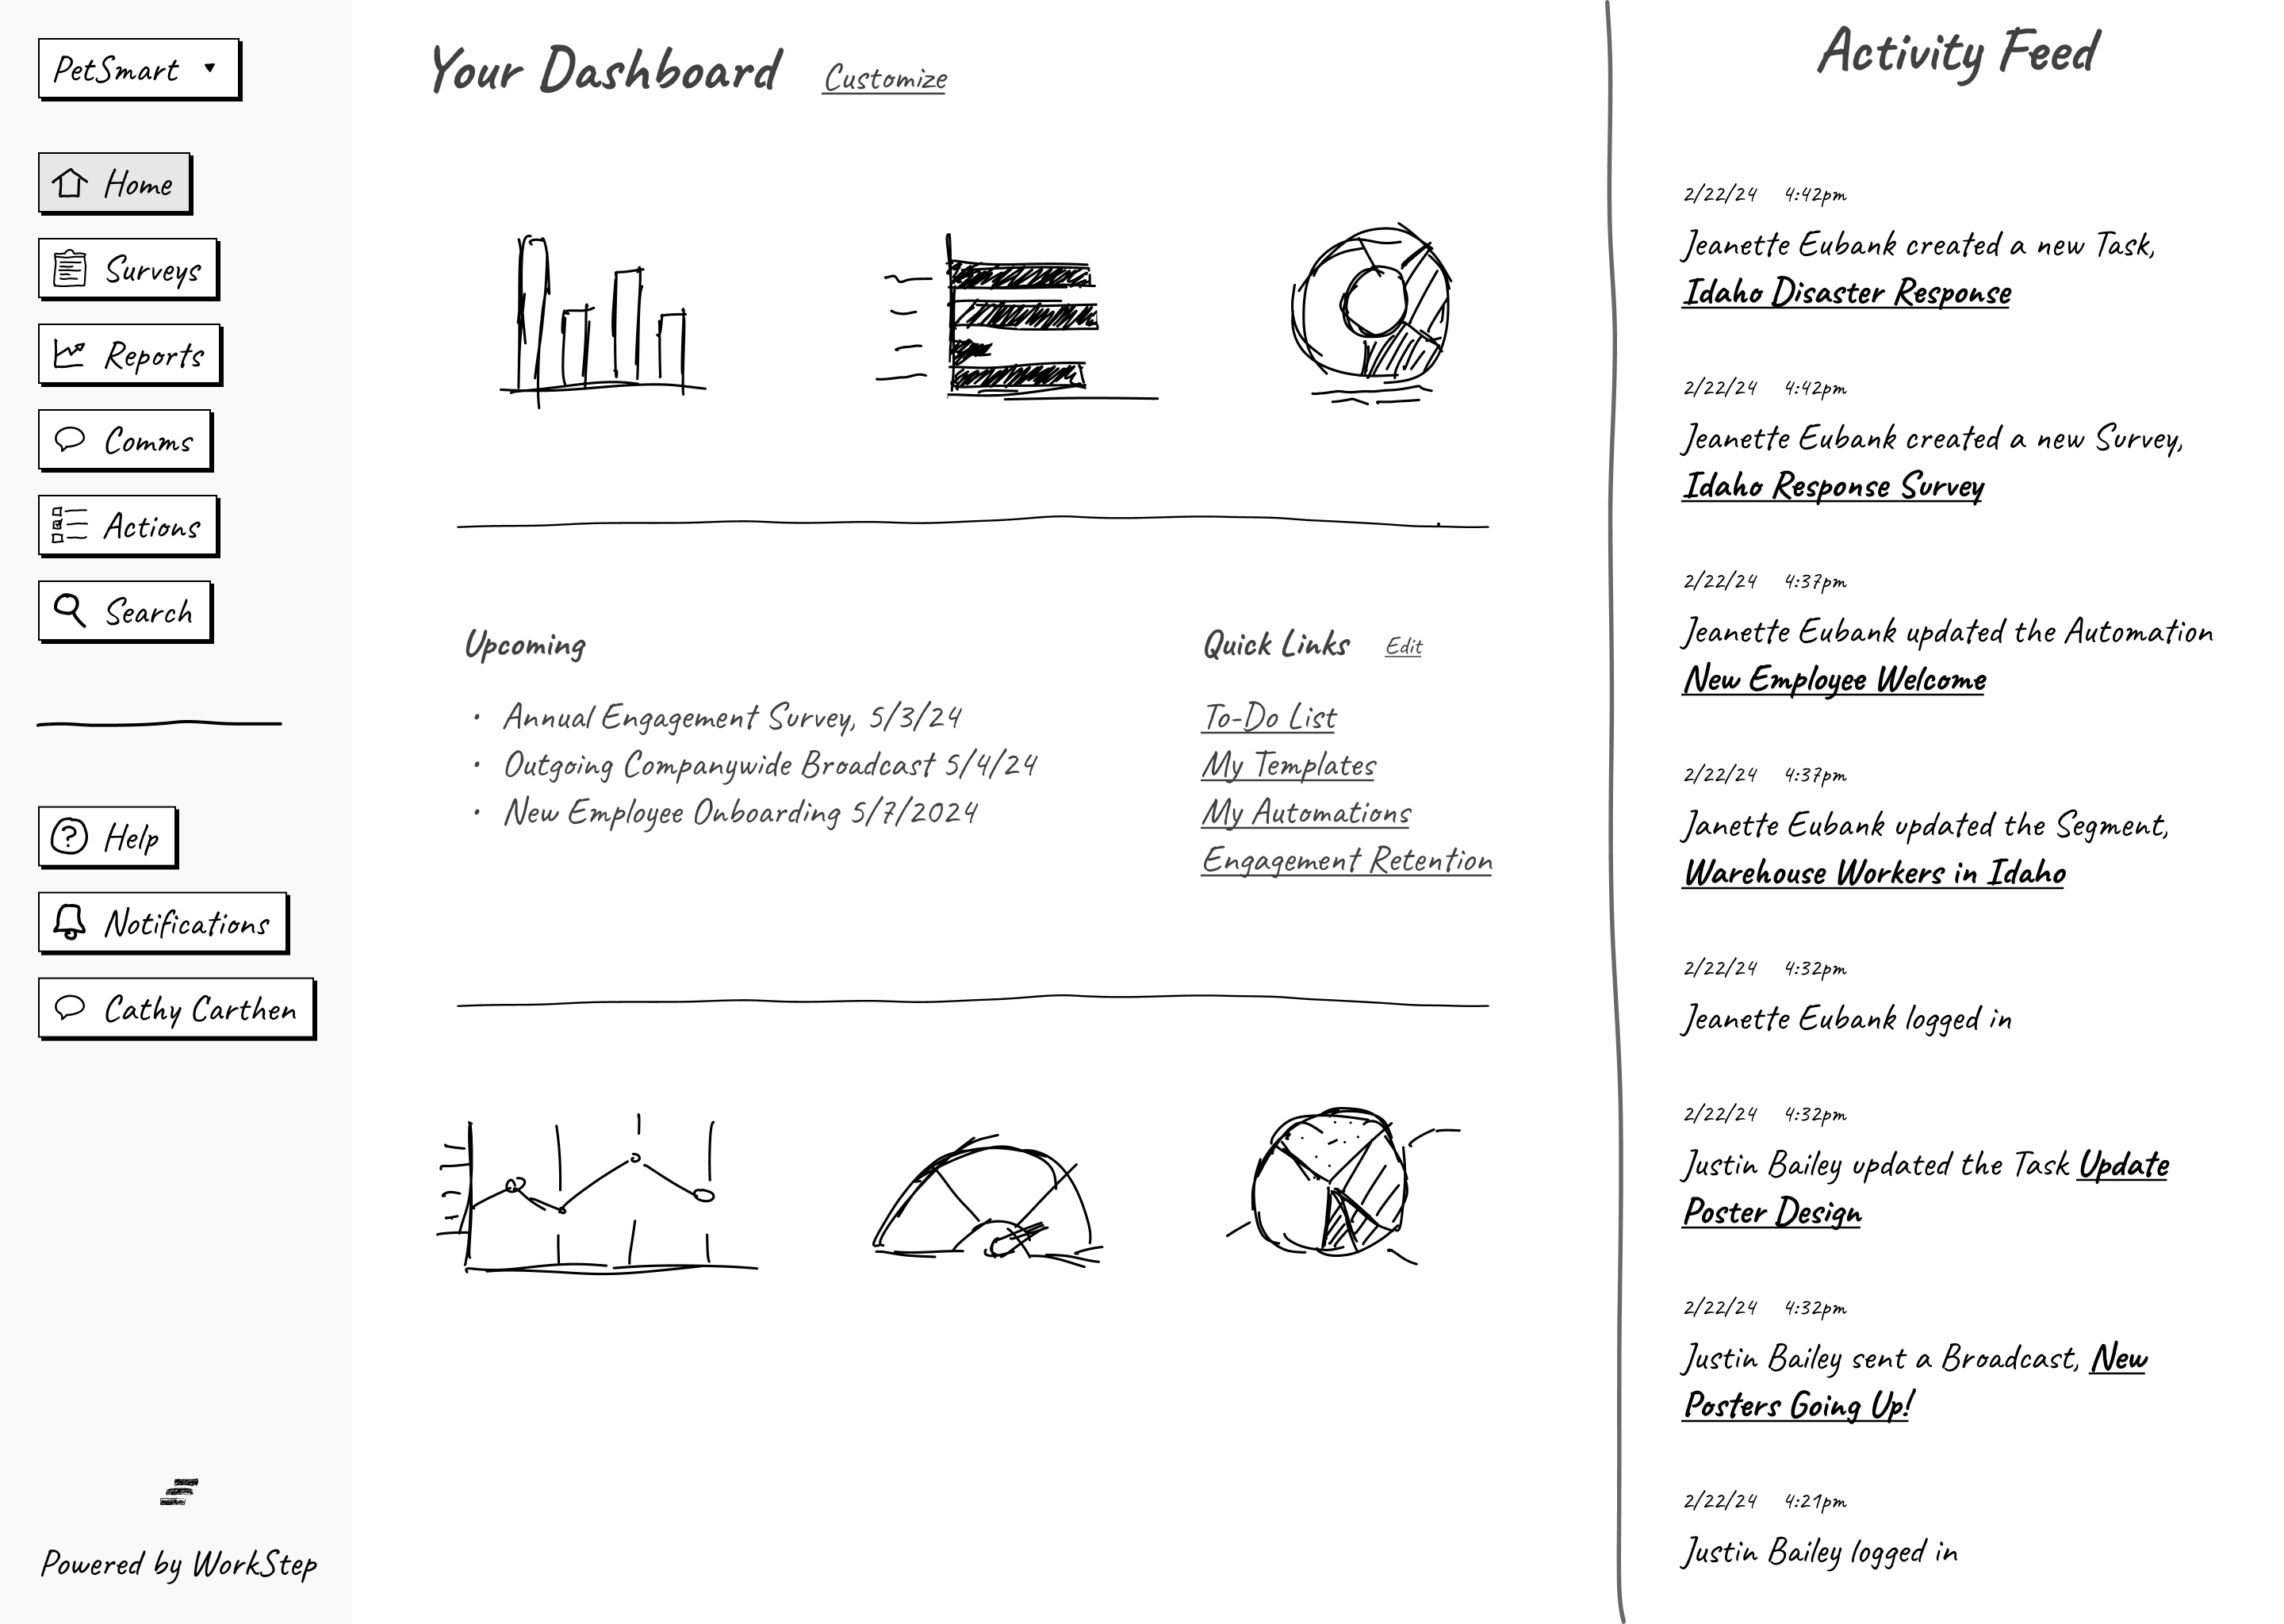 PetSmart
Home
Surveys
Reports
Comms
Actions
Search
Help
Notifications
Cathy Carthen
Powered by WorkStep
Your Dashboard Customize
Upcoming
• Annual Engagement Survey, 5/3/24
• Outgoing Companywide Broadcast 5/4/24
• New Employee Onboarding 5/7/2024
Quick Links Edit
To-Do List
My Templates
My Automations
Engagement Retention
Activity Feed
2/22/24 4:42pm
Jeanette Eubank created a new Task,
Idaho Disaster Response
2/22/24 4:42pm
Jeanette Eubank created a new Survey,
Idaho Response Survey
2/22/24 4:37pm
Jeanette Eubank updated the Automation
New Employee Welcome
2/22/24 4:37pm
Janette Eubank updated the Segment,
Warehouse Workers in Idaho
2/22/24 4:32pm
Jeanette Eubank logged in
2/22/24 4:32pm
Justin Bailey updated the Task Update
Poster Design
2/22/24 4:32pm
Justin Bailey sent a Broadcast, New
Posters Going Up!
2/22/24 4:21pm
Justin Bailey logged in